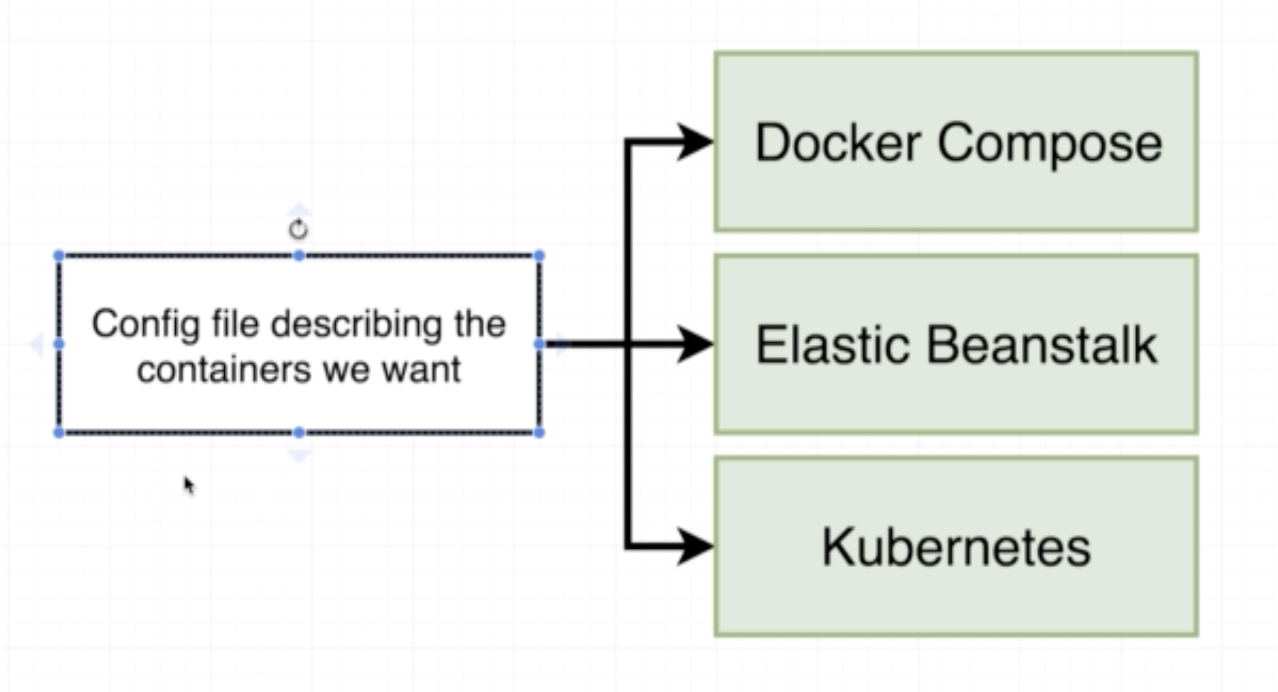 Config file describing the
containers we want
Docker Compose
Elastic Beanstalk
Kubernetes